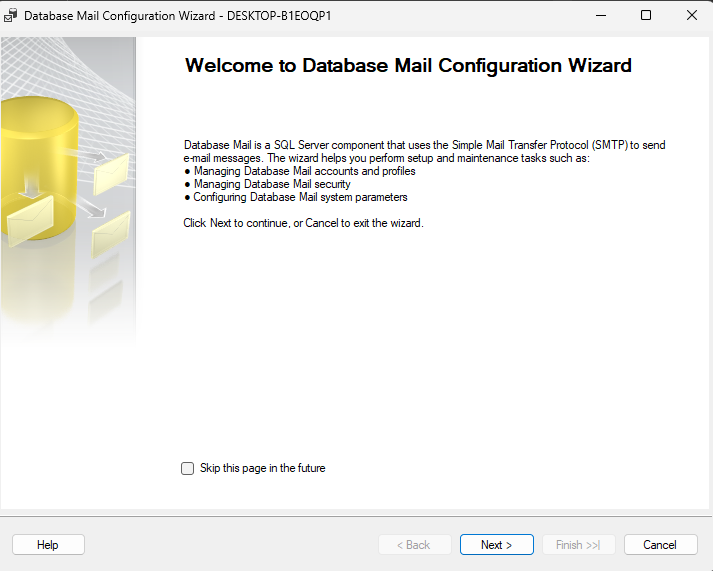 Database Mail Configuration Wizard - DESKTOP-B1EOQP1
Welcome to Database Mail Configuration Wizard
Database Mail is a SQL Server component that uses the Simple Mail Transfer Protocol (SMTP) to send
e-mail messages. The wizard helps you perform setup and maintenance tasks such as:
● Managing Database Mail accounts and profiles
● Managing Database Mail security
● Configuring Database Mail system parameters
Click Next to continue, or Cancel to exit the wizard.
Skip this page in the future
Help
< Back
Next >
Finish >>|
Cancel